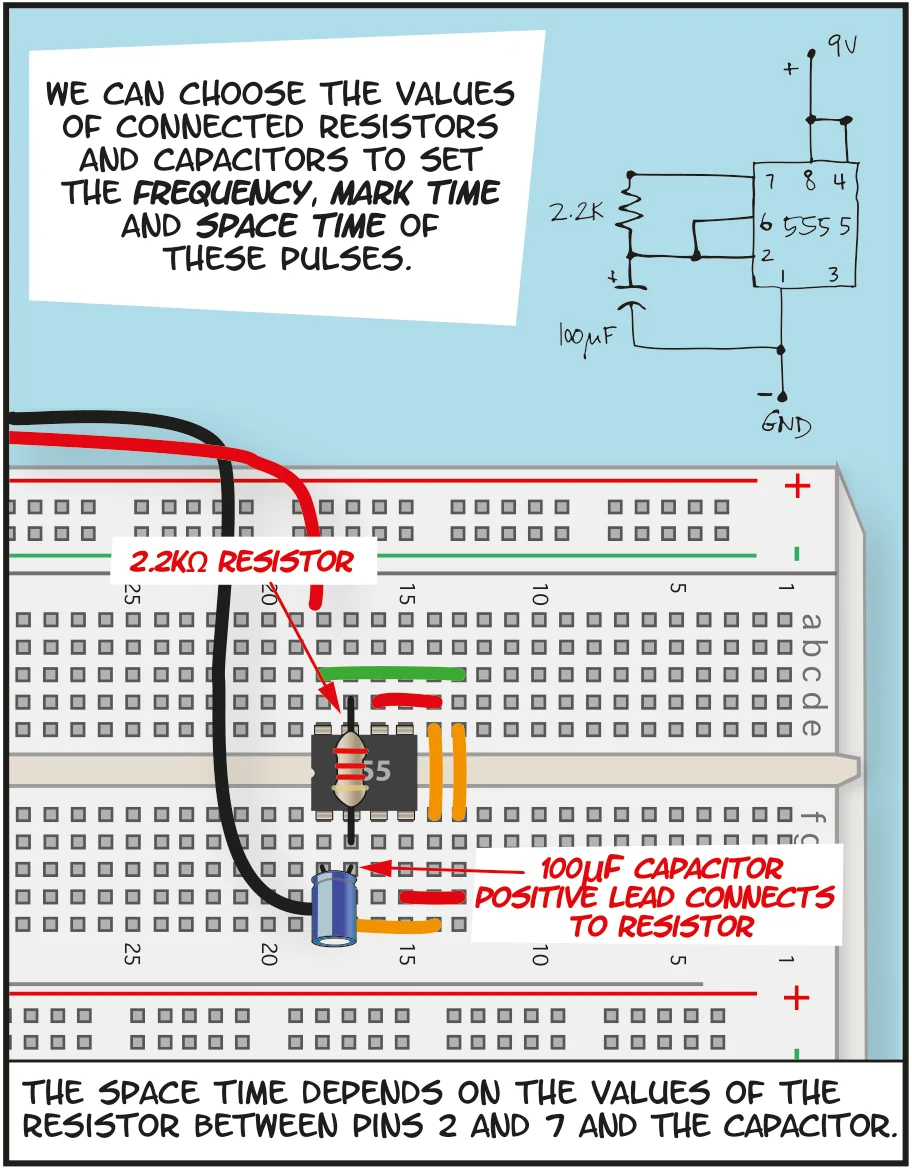 WE CAN CHOOSE THE VALUES
OF CONNECTED RESISTORS
AND CAPACITORS TO SET
THE FREQUENCY, MARK TIME
AND SPACE TIME OF
THESE PULSES.
9V
+
7 8 4
2.2K
6 555 5
2
+
1 3
100µF
-
GND
+
-
2.2KΩ RESISTOR
25 20 15 10 5 1
a
b
c
d
e
55
f
100µF CAPACITOR
POSITIVE LEAD CONNECTS
TO RESISTOR
25 20 15 10 5 1
+
-
THE SPACE TIME DEPENDS ON THE VALUES OF THE
RESISTOR BETWEEN PINS 2 AND 7 AND THE CAPACITOR.